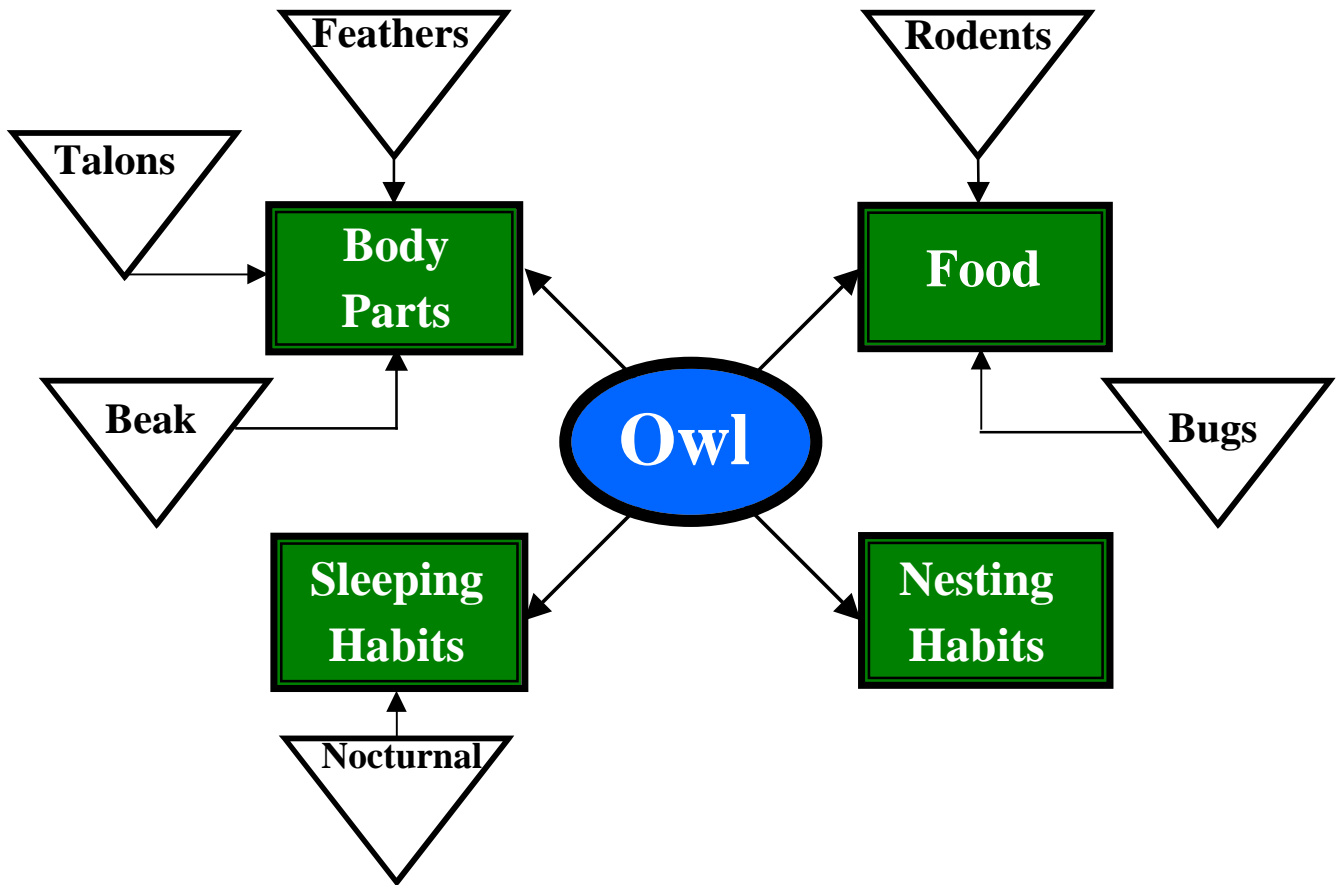 Feathers
Rodents
Talons
Body
Parts
Food
Beak
Owl
Bugs
Sleeping
Habits
Nesting
Habits
Nocturnal